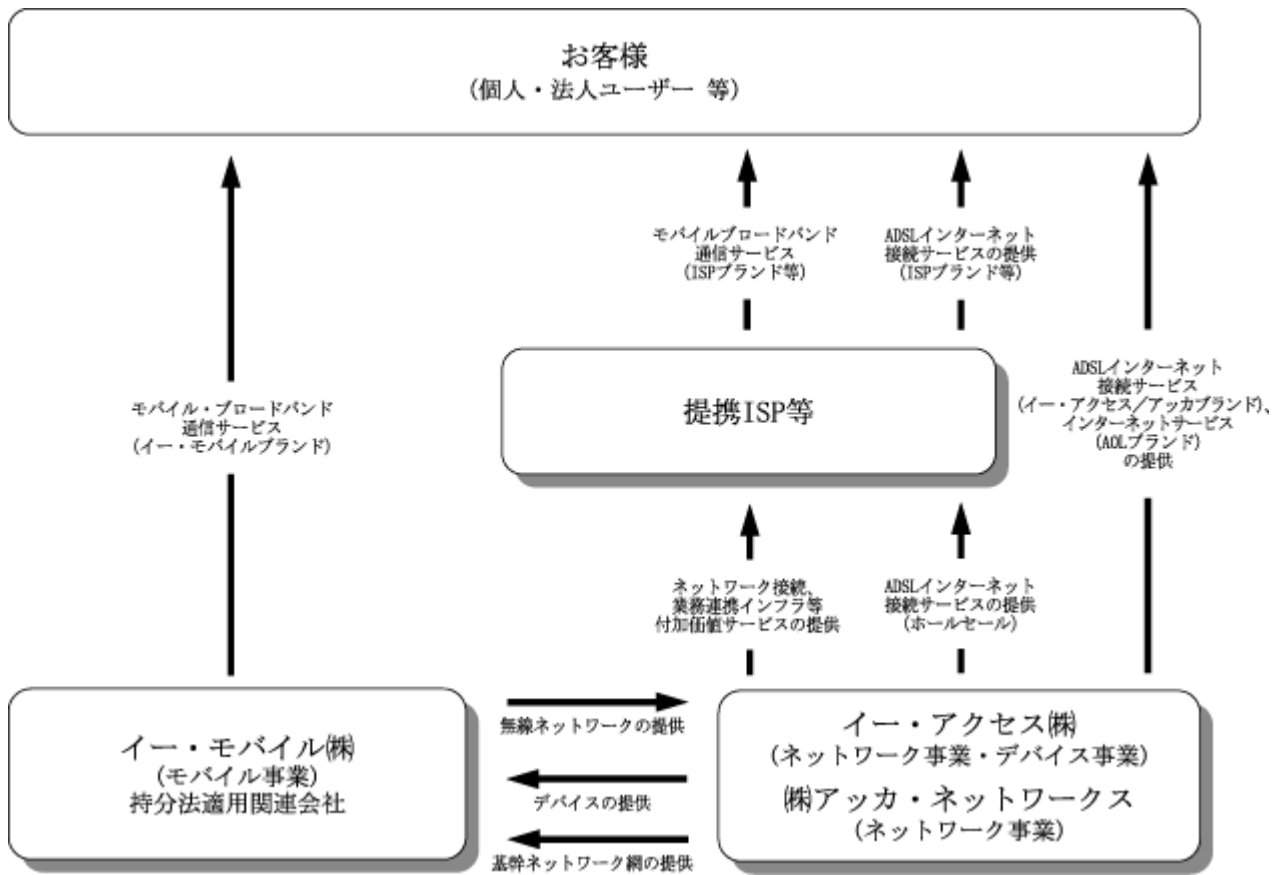 お客様
(個人・法人ユーザー 等)
モバイルブロードバンド
通信サービス
(ISPブランド等)
ADSLインターネット
接続サービスの提供
(ISPブランド等)
モバイル・ブロードバンド
通信サービス
(イー・モバイルブランド)
提携ISP等
ADSLインターネット
接続サービス
(イー・アクセス/アッカブランド)、
インターネットサービス
(AOLブランド)
の提供
ネットワーク接続、
業務連携インフラ等
付加価値サービスの提供
ADSLインターネット
接続サービスの提供
(ホールセール)
イー・モバイル㈱
(モバイル事業)
持分法適用関連会社
無線ネットワークの提供
デバイスの提供
基幹ネットワーク網の提供
イー・アクセス㈱
(ネットワーク事業・デバイス事業)
㈱アッカ・ネットワークス
(ネットワーク事業)